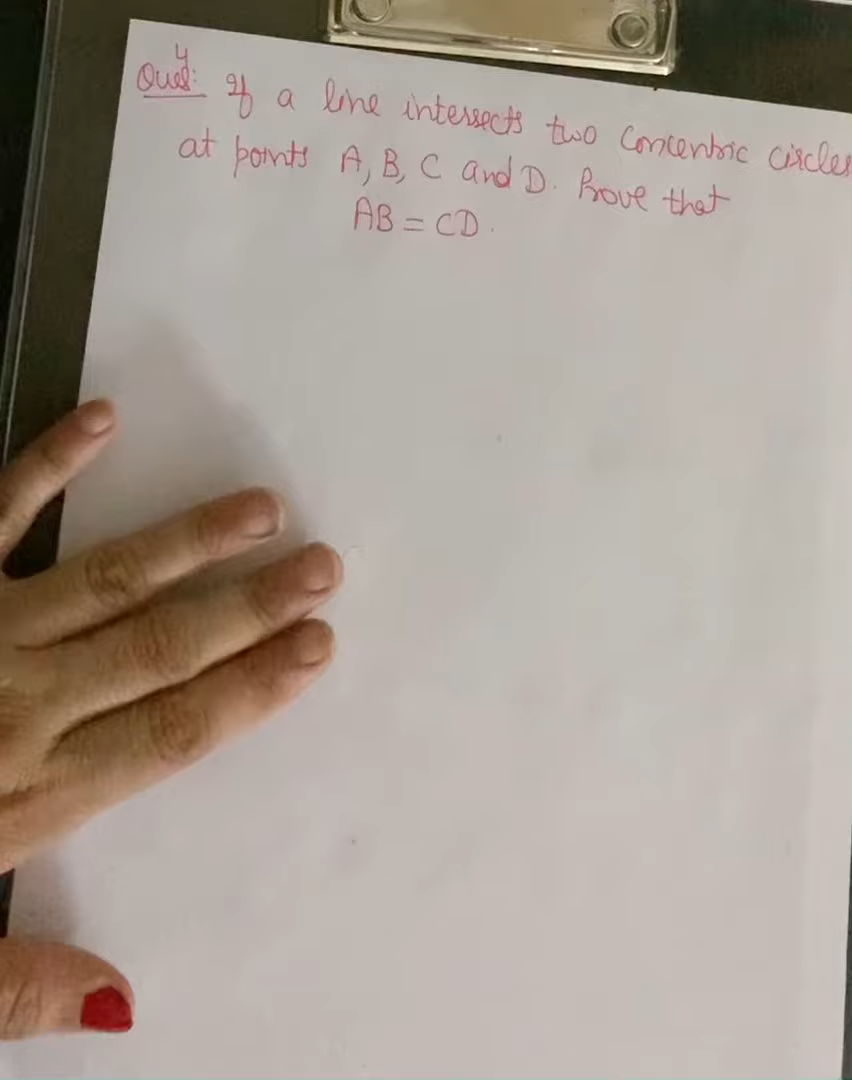 Ques:4 If a line intersects two concentric circles
at points A, B, C and D. Prove that
AB = CD.